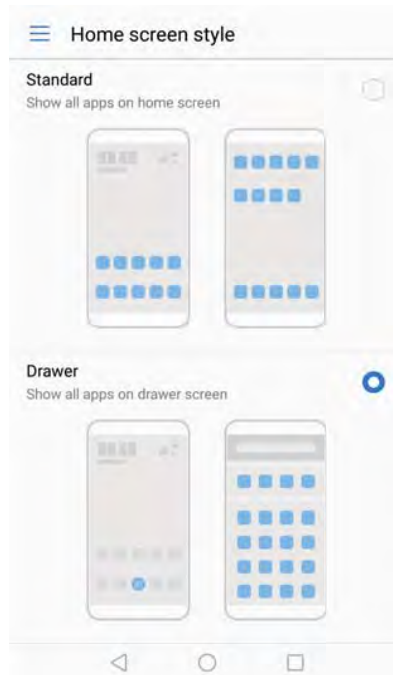 Home screen style
Standard
Show all apps on home screen
Drawer
Show all apps on drawer screen